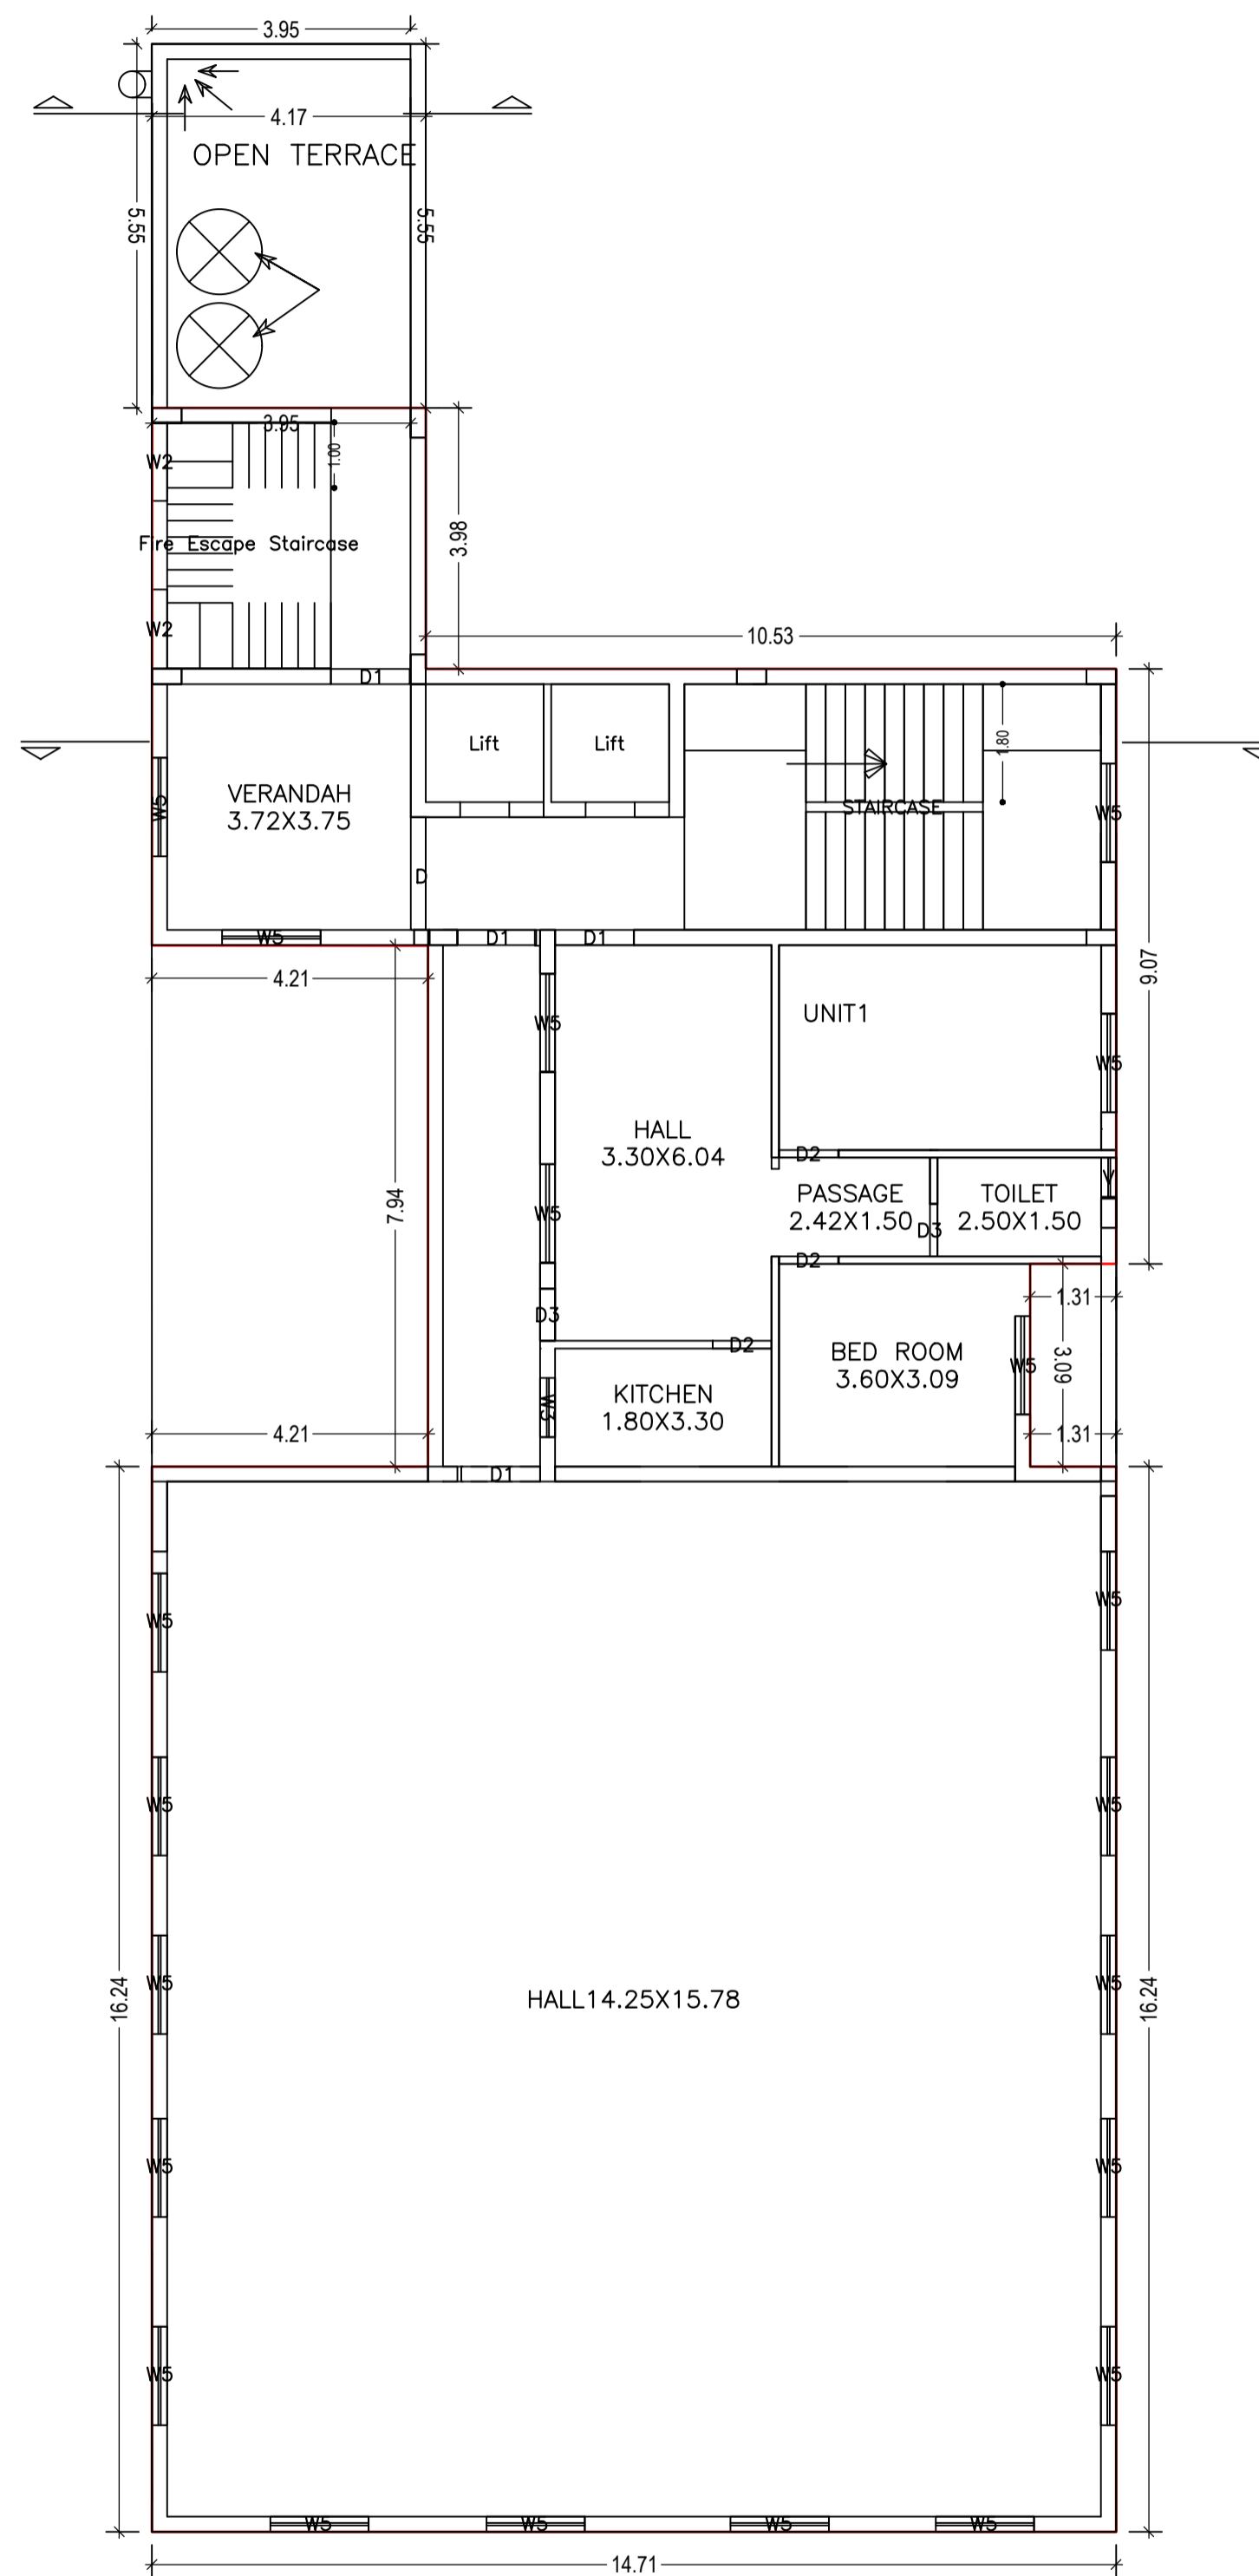 3.95
4.17
OPEN TERRACE
5.55
5.55
3.95
1.00
W2
Fire Escape Staircase
3.98
W2
10.53
D1
Lift
Lift
1.80
VERANDAH
3.72X3.75
W5
STAIRCASE
W5
D
W5
D1
D1
4.21
9.07
UNIT1
W5
W5
HALL
3.30X6.04
D2
PASSAGE
2.42X1.50
TOILET
2.50X1.50
V
7.94
W5
D3
D2
1.31
D3
D2
BED ROOM
3.60X3.09
W5
3.09
KITCHEN
1.80X3.30
W3
4.21
1.31
D1
W5
W5
W5
W5
16.24
W5
HALL14.25X15.78
W5
16.24
W5
W5
W5
W5
W5
W5
W5
W5
14.71